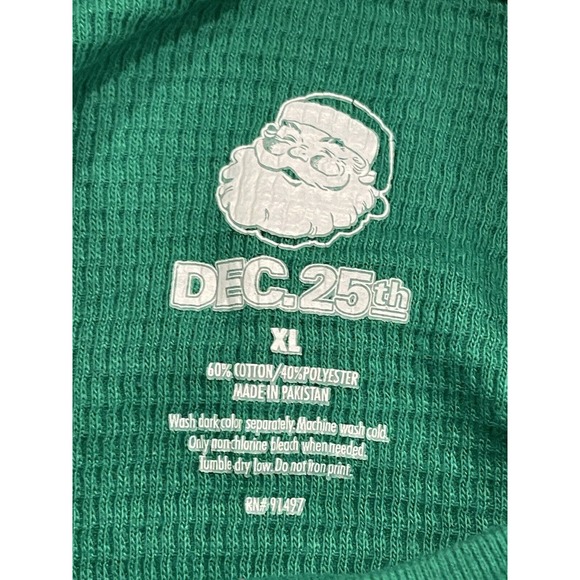 DEC.25th
XL
60% COTTON/40%POLYESTER
MADE IN PAKISTAN
Wash dark color separately. Machine wash cold.
Only non-chlorine bleach when needed.
Tumble dry low. Do not iron print.
RN# 91497